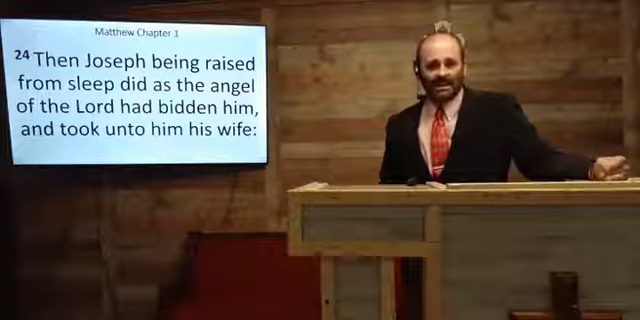 Matthew Chapter 1
24 Then Joseph being raised
from sleep did as the angel
of the Lord had bidden him,
and took unto him his wife: